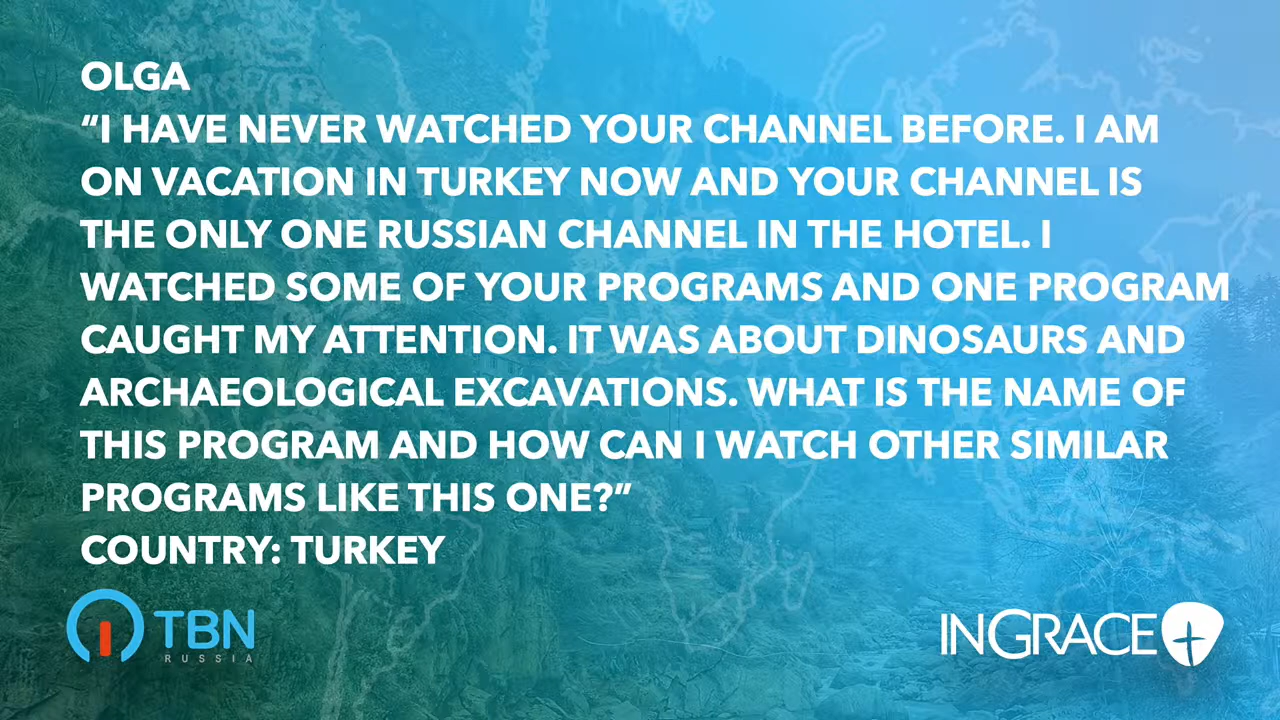 OLGA
“I HAVE NEVER WATCHED YOUR CHANNEL BEFORE. I AM
ON VACATION IN TURKEY NOW AND YOUR CHANNEL IS
THE ONLY ONE RUSSIAN CHANNEL IN THE HOTEL. I
WATCHED SOME OF YOUR PROGRAMS AND ONE PROGRAM
CAUGHT MY ATTENTION. IT WAS ABOUT DINOSAURS AND
ARCHAEOLOGICAL EXCAVATIONS. WHAT IS THE NAME OF
THIS PROGRAM AND HOW CAN I WATCH OTHER SIMILAR
PROGRAMS LIKE THIS ONE?”
COUNTRY: TURKEY
TBN
RUSSIA
INGRACE